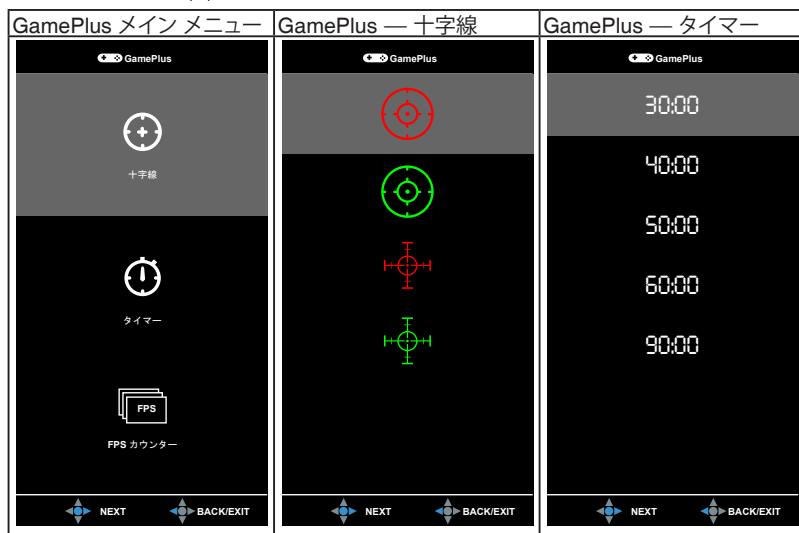 GamePlus メイン メニュー
GamePlus
十字線
タイマー
FPS
FPS カウンター
NEXT BACK/EXIT
GamePlus — 十字線
GamePlus
NEXT BACK/EXIT
GamePlus — タイマー
GamePlus
30:00
40:00
50:00
60:00
90:00
NEXT BACK/EXIT